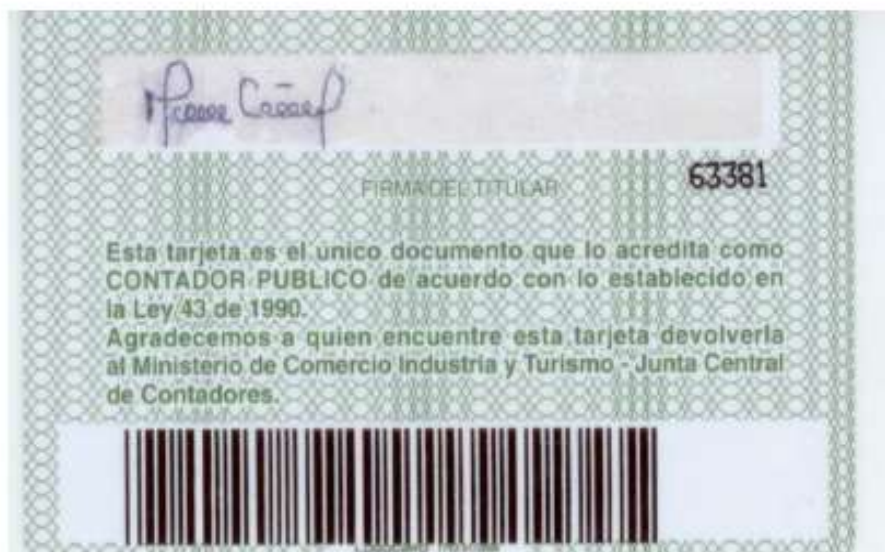 63381
FIRMA DEL TITULAR
Esta tarjeta es el único documento que lo acredita como
CONTADOR PUBLICO de acuerdo con lo establecido en
la Ley 43 de 1990.
Agradecemos a quien encuentre esta tarjeta devolverla
al Ministerio de Comercio Industria y Turismo - Junta Central
de Contadores.